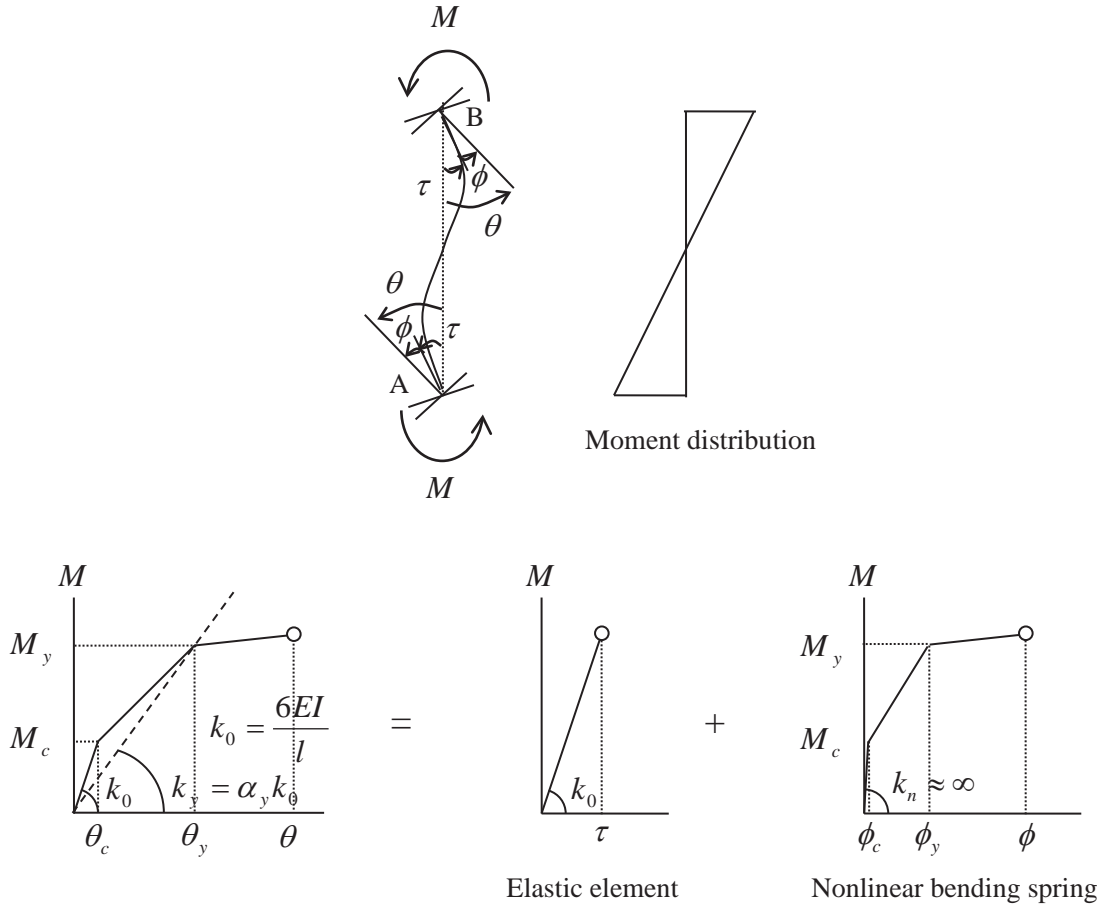 M
B
τ
ϕ
θ
θ
ϕ
τ
A
M
Moment distribution
M
M_y
M_c
k_0 = 6EI/l
k_0
k_y = α_y k_0
θ_c
θ_y
θ
=
M
k_0
τ
Elastic element
+
M
M_y
M_c
k_n ≈ ∞
ϕ_c
ϕ_y
ϕ
Nonlinear bending spring